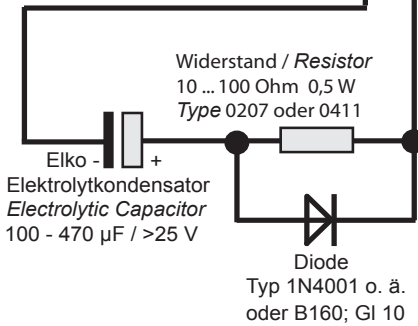 Widerstand / Resistor
10 ... 100 Ohm 0,5 W
Type 0207 oder 0411
Elko - +
Elektrolytkondensator
Electrolytic Capacitor
100 - 470 µF / >25 V
Diode
Typ 1N4001 o. ä.
oder B160; Gl 10